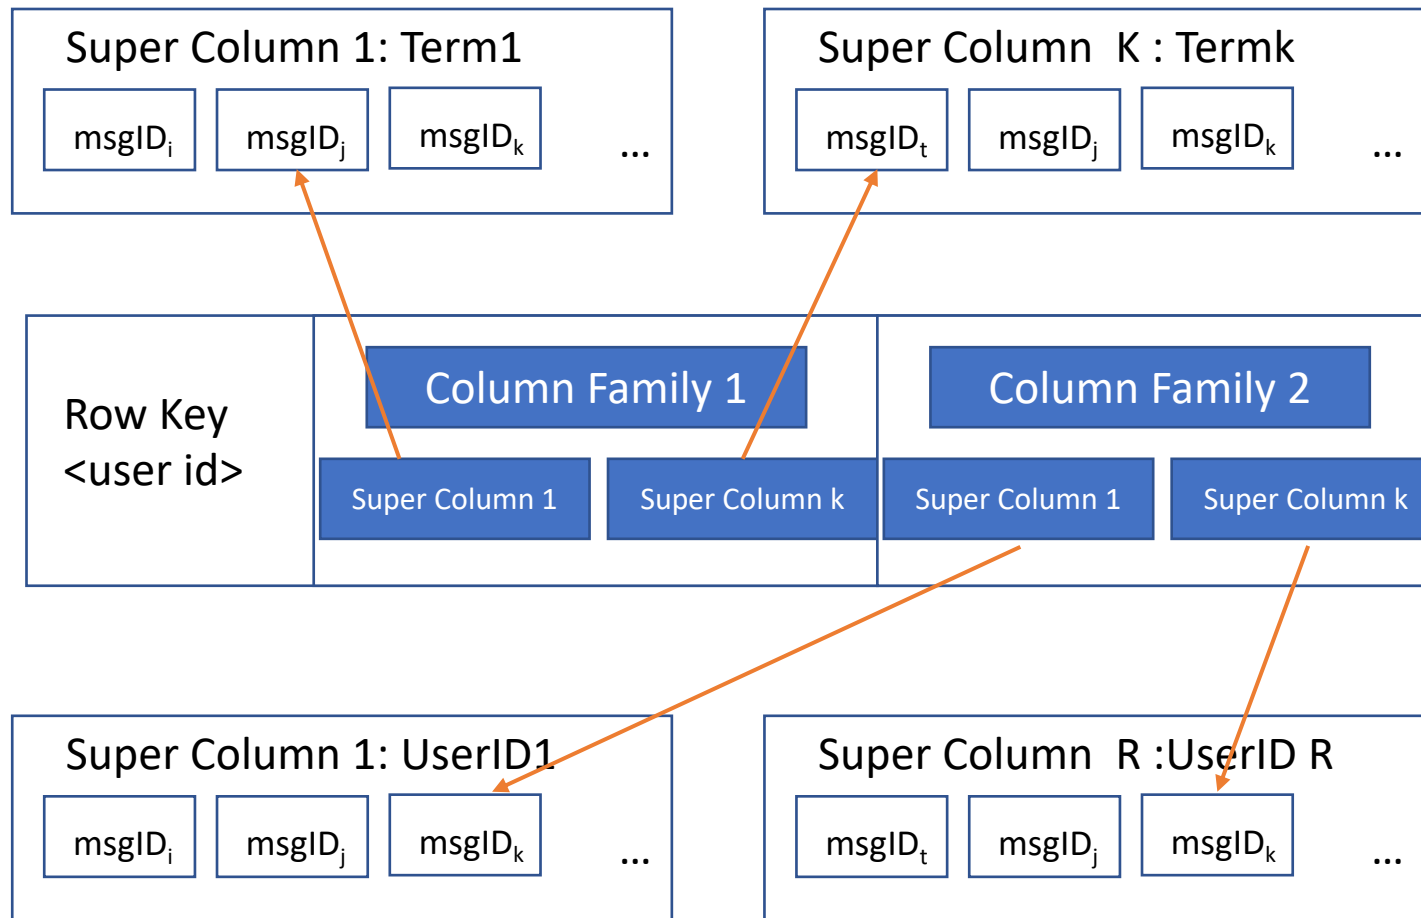 Super Column 1: Term1
msgIDi
msgIDj
msgIDk
...
Super Column K : Termk
msgIDt
msgIDj
msgIDk
...
Row Key
<user id>
Column Family 1
Super Column 1
Super Column k
Column Family 2
Super Column 1
Super Column k
Super Column 1: UserID1
msgIDi
msgIDj
msgIDk
...
Super Column R :UserID R
msgIDt
msgIDj
msgIDk
...